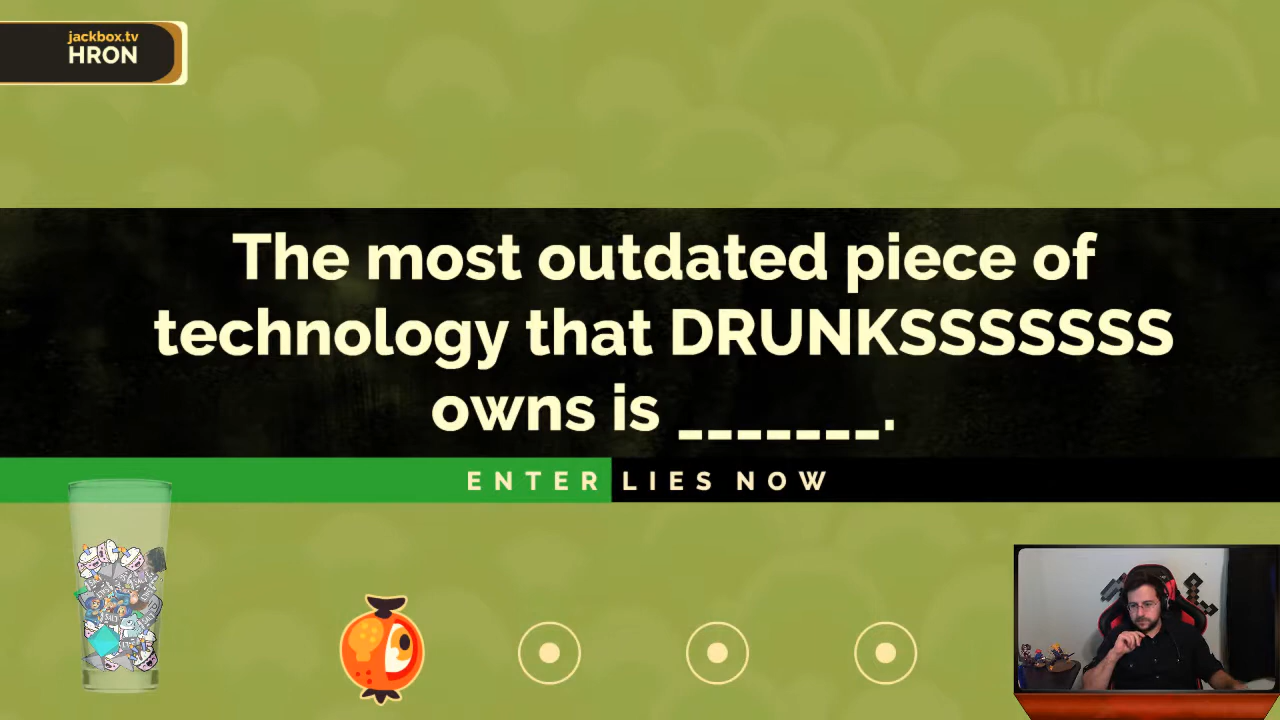 jackbox.tv
HRON
The most outdated piece of
technology that DRUNKSSSSSSS
owns is _______.
ENTER LIES NOW